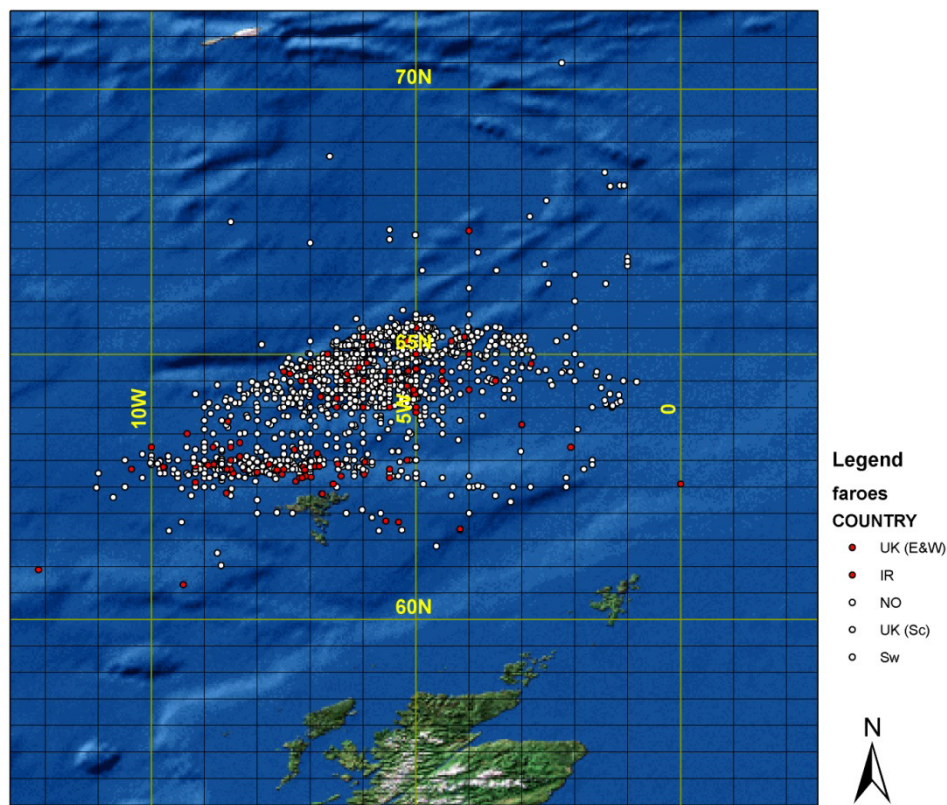 70N
65N
10W
5W
0
60N
Legend
faroes
COUNTRY
UK (E&W)
IR
NO
UK (Sc)
Sw
N